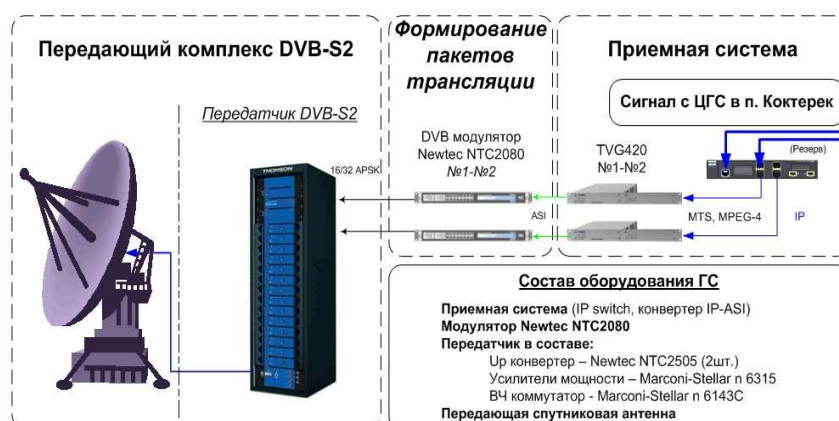 Передающий комплекс DVB-S2
Передатчик DVB-S2
THOMSON
16/32 APSK
Формирование
пакетов
трансляции
DVB модулятор
Newtec NTC2080
№1-№2
ASI
Приемная система
Сигнал с ЦГС в п. Коктерек
TVG420
№1-№2
(Резерв)
MTS, MPEG-4
IP
Состав оборудования ГС
Приемная система (IP switch, конвертер IP-ASI)
Модулятор Newtec NTC2080
Передатчик в составе:
Up конвертер – Newtec NTC2505 (2шт.)
Усилители мощности – Marconi-Stellar n 6315
ВЧ коммутатор - Marconi-Stellar n 6143C
Передающая спутниковая антенна